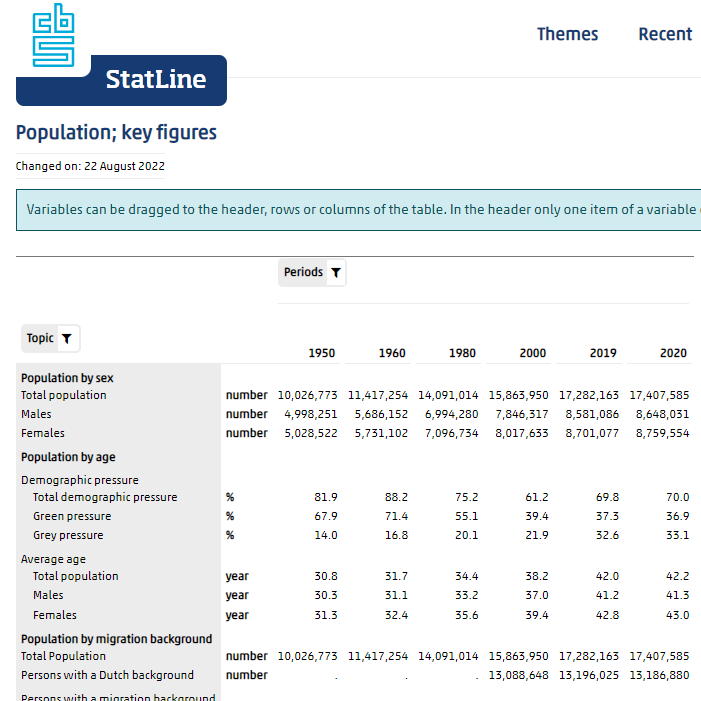 cbs
Themes Recent
StatLine
Population; key figures
Changed on: 22 August 2022
Variables can be dragged to the header, rows or columns of the table. In the header only one item of a variable
Periods
Topic
1950 1960 1980 2000 2019 2020
Population by sex
Total population number 10,026,773 11,417,254 14,091,014 15,863,950 17,282,163 17,407,585
Males number 4,998,251 5,686,152 6,994,280 7,846,317 8,581,086 8,648,031
Females number 5,028,522 5,731,102 7,096,734 8,017,633 8,701,077 8,759,554
Population by age
Demographic pressure
Total demographic pressure % 81.9 88.2 75.2 61.2 69.8 70.0
Green pressure % 67.9 71.4 55.1 39.4 37.3 36.9
Grey pressure % 14.0 16.8 20.1 21.9 32.6 33.1
Average age
Total population year 30.8 31.7 34.4 38.2 42.0 42.2
Males year 30.3 31.1 33.2 37.0 41.2 41.3
Females year 31.3 32.4 35.6 39.4 42.8 43.0
Population by migration background
Total Population number 10,026,773 11,417,254 14,091,014 15,863,950 17,282,163 17,407,585
Persons with a Dutch background number . . . 13,088,648 13,196,025 13,186,880
Persons with a migration background